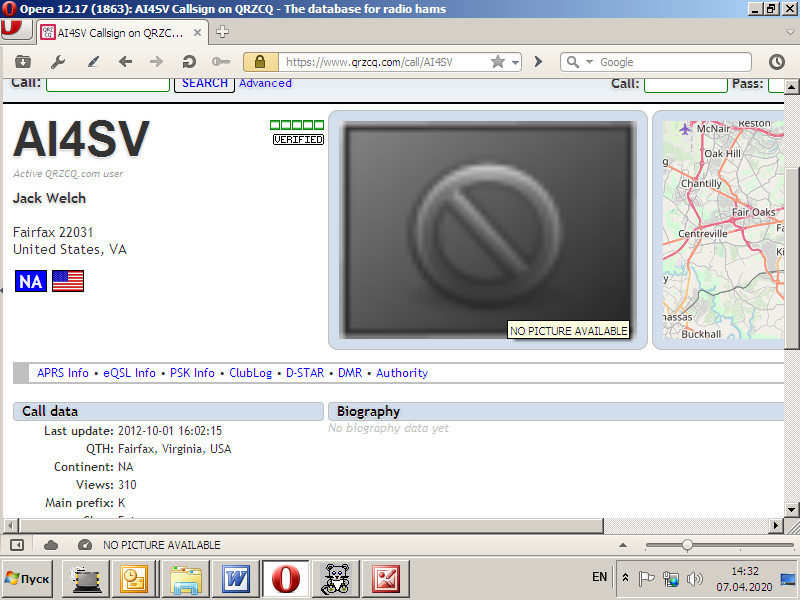 Opera 12.17 (1863): AI4SV Callsign on QRZCQ - The database for radio hams
QRZ CQ AI4SV Callsign on QRZC...
https://www.qrzcq.com/call/AI4SV
Google
Call: SEARCH Advanced Call: Pass:
AI4SV
VERIFIED
Active QRZCQ.com user
Jack Welch
Fairfax 22031
United States, VA
NA
NO PICTURE AVAILABLE
McNair Reston
Oak Hill
Chantilly
Fair Oaks
Centreville
Buckhall
APRS Info • eQSL Info • PSK Info • ClubLog • D-STAR • DMR • Authority
Call data
Last update: 2012-10-01 16:02:15
QTH: Fairfax, Virginia, USA
Continent: NA
Views: 310
Main prefix: K
Biography
No biography data yet
NO PICTURE AVAILABLE
Пуск
EN
14:32
07.04.2020